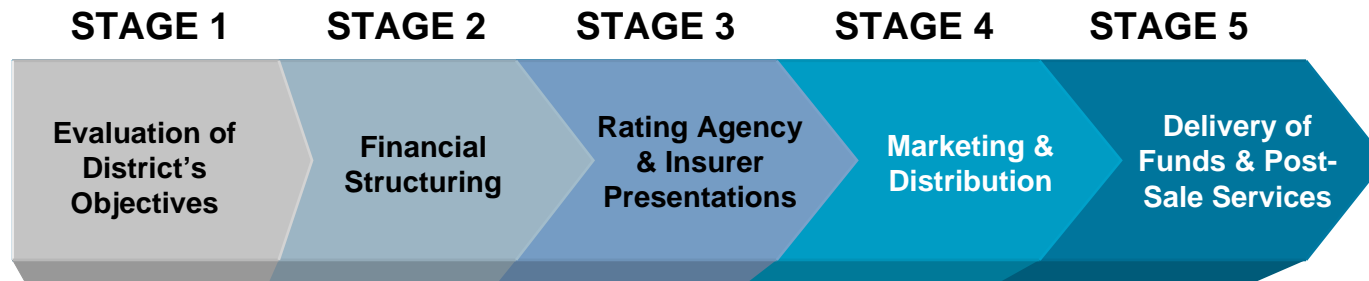 STAGE 1 STAGE 2 STAGE 3 STAGE 4 STAGE 5
Evaluation of
District’s
Objectives
Financial
Structuring
Rating Agency
& Insurer
Presentations
Marketing &
Distribution
Delivery of
Funds & Post-
Sale Services